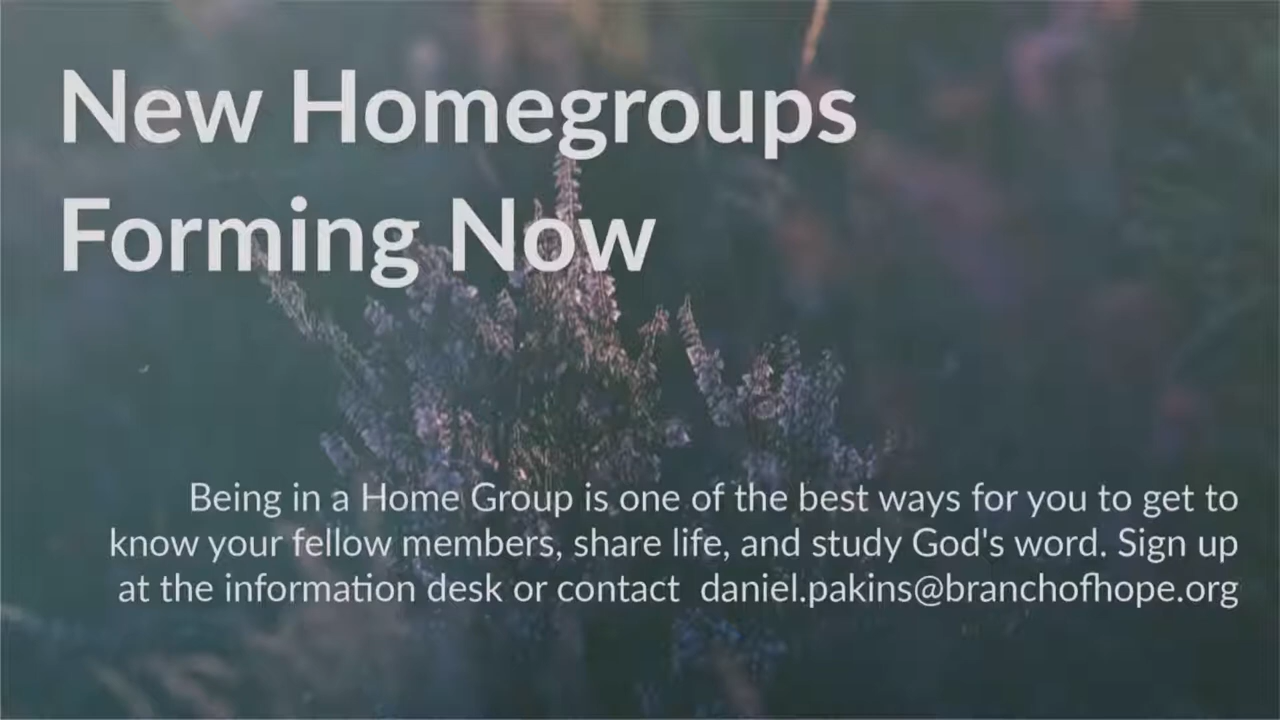 New Homegroups
Forming Now
Being in a Home Group is one of the best ways for you to get to
know your fellow members, share life, and study God's word. Sign up
at the information desk or contact  daniel.pakins@branchofhope.org